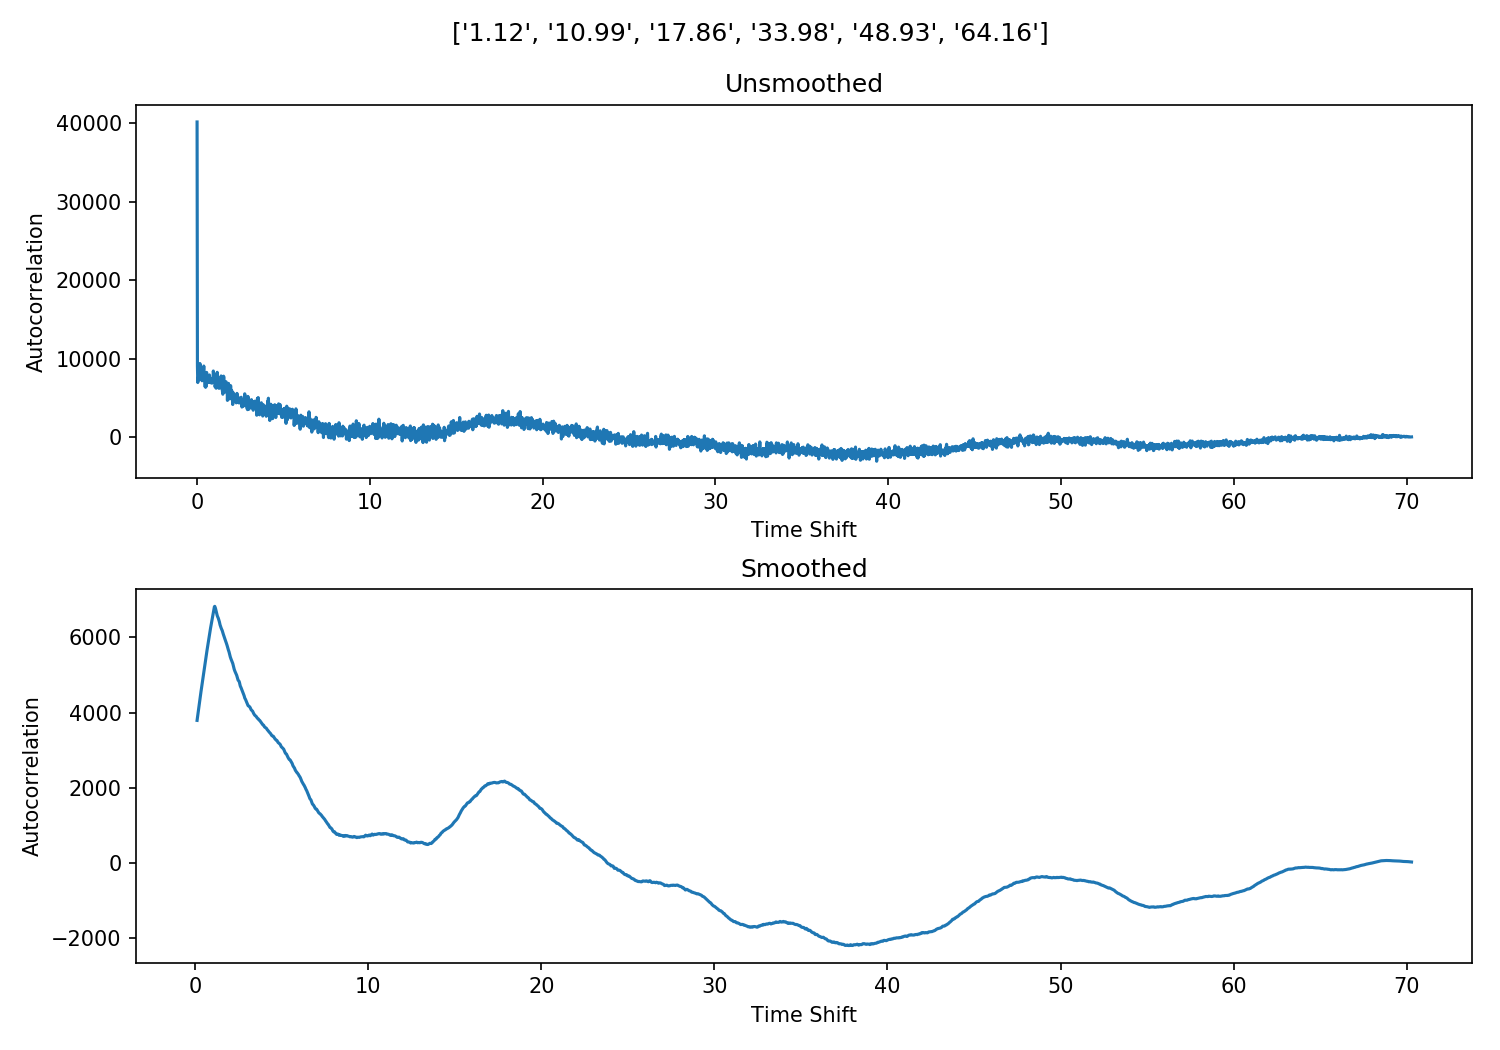 ['1.12', '10.99', '17.86', '33.98', '48.93', '64.16']
Unsmoothed
40000
30000
20000
10000
0
Autocorrelation
0 10 20 30 40 50 60 70
Time Shift
Smoothed
6000
4000
2000
0
−2000
Autocorrelation
0 10 20 30 40 50 60 70
Time Shift